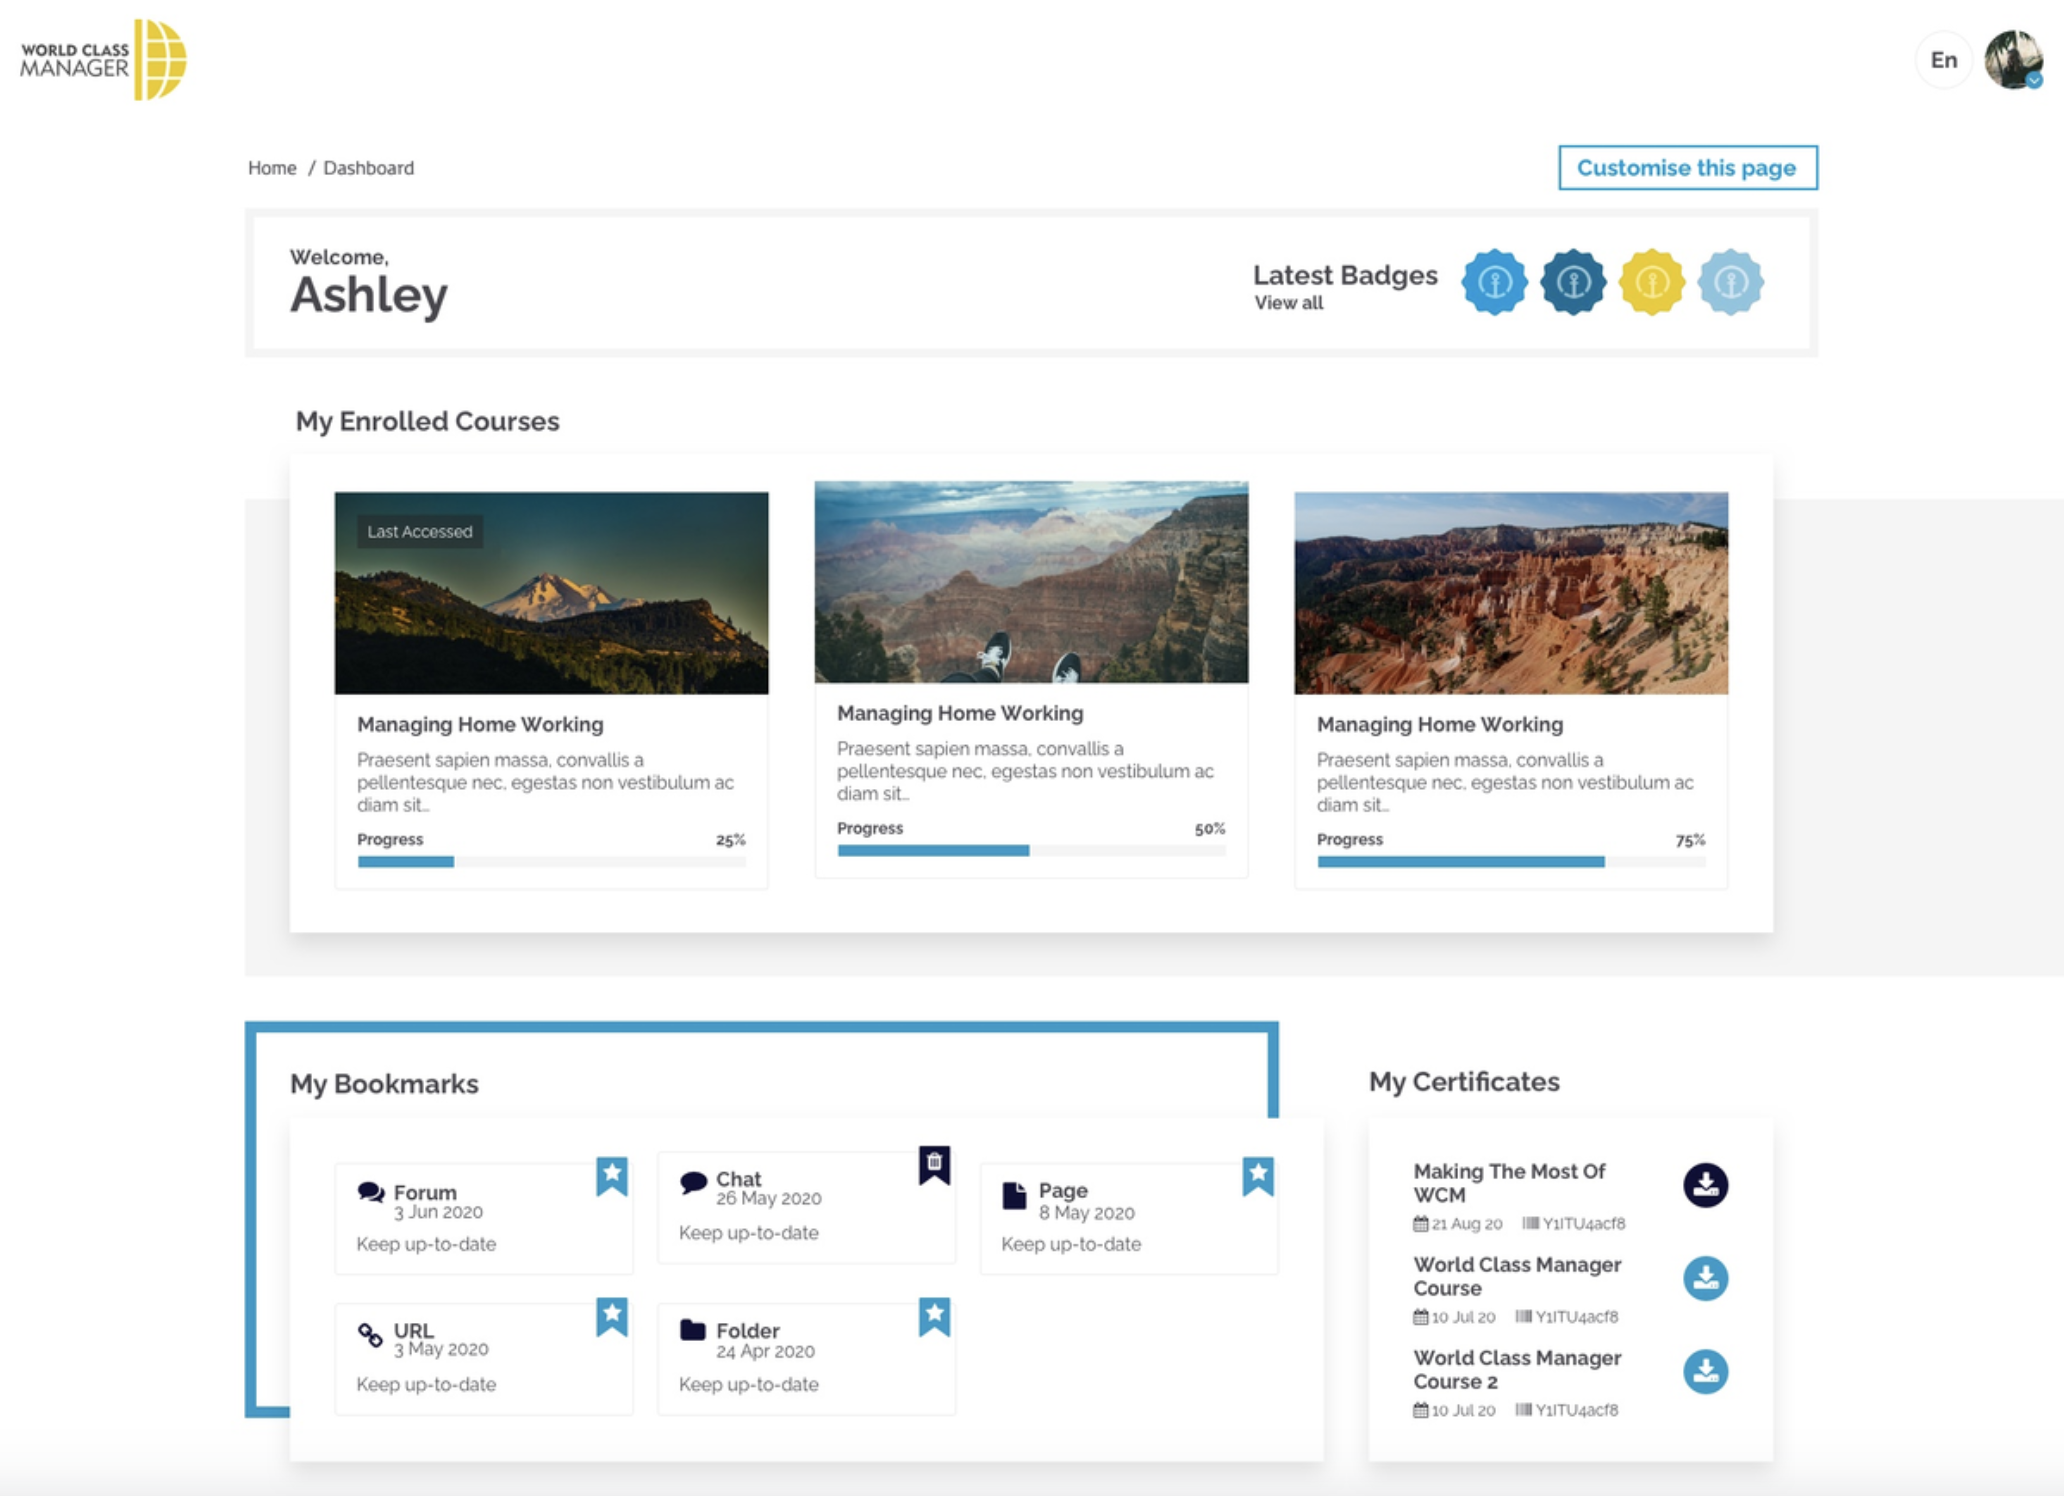 WORLD CLASS
MANAGER
En
Home / Dashboard
Customise this page
Welcome,
Ashley
Latest Badges
View all
My Enrolled Courses
Last Accessed
Managing Home Working
Praesent sapien massa, convallis a
pellentesque nec, egestas non vestibulum ac
diam sit...
Progress 25%
Managing Home Working
Praesent sapien massa, convallis a
pellentesque nec, egestas non vestibulum ac
diam sit...
Progress 50%
Managing Home Working
Praesent sapien massa, convallis a
pellentesque nec, egestas non vestibulum ac
diam sit...
Progress 75%
My Bookmarks
Forum
3 Jun 2020
Keep up-to-date
Chat
26 May 2020
Keep up-to-date
Page
8 May 2020
Keep up-to-date
URL
3 May 2020
Keep up-to-date
Folder
24 Apr 2020
Keep up-to-date
My Certificates
Making The Most Of
WCM
21 Aug 20 Y1ITU4acf8
World Class Manager
Course
10 Jul 20 Y1ITU4acf8
World Class Manager
Course 2
10 Jul 20 Y1ITU4acf8